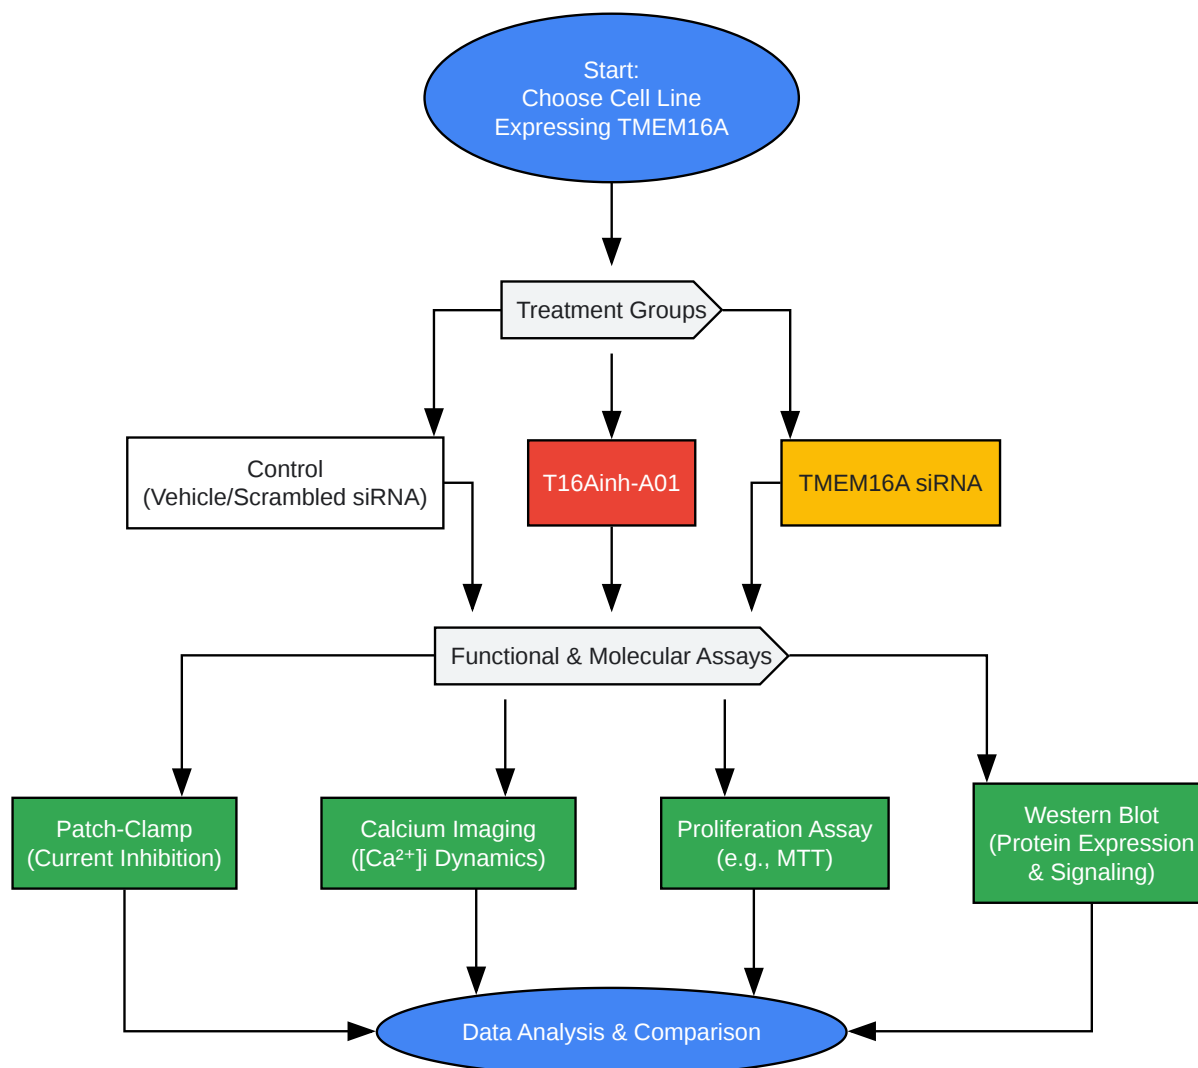 Start:
Choose Cell Line
Expressing TMEM16A
Treatment Groups
Control
(Vehicle/Scrambled siRNA)
T16Ainh-A01
TMEM16A siRNA
Functional & Molecular Assays
Patch-Clamp
(Current Inhibition)
Calcium Imaging
([Ca²⁺]i Dynamics)
Proliferation Assay
(e.g., MTT)
Western Blot
(Protein Expression
& Signaling)
Data Analysis & Comparison